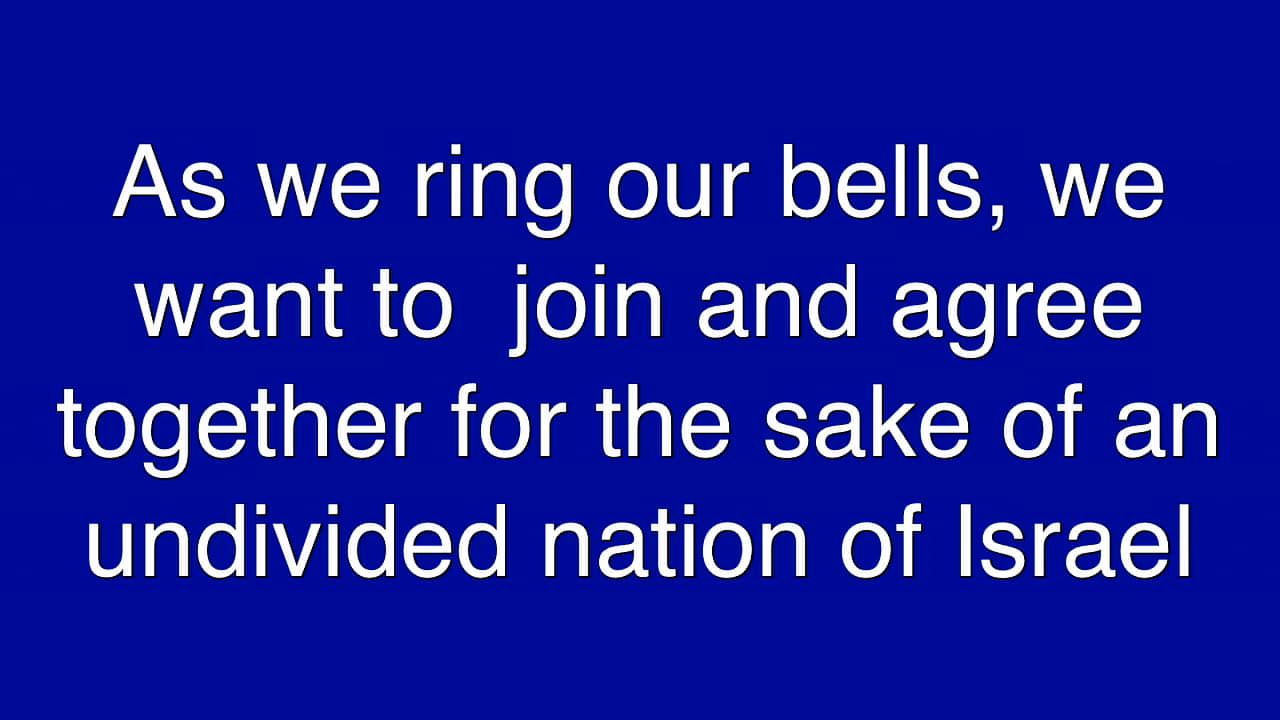 As we ring our bells, we
want to  join and agree
together for the sake of an
undivided nation of Israel